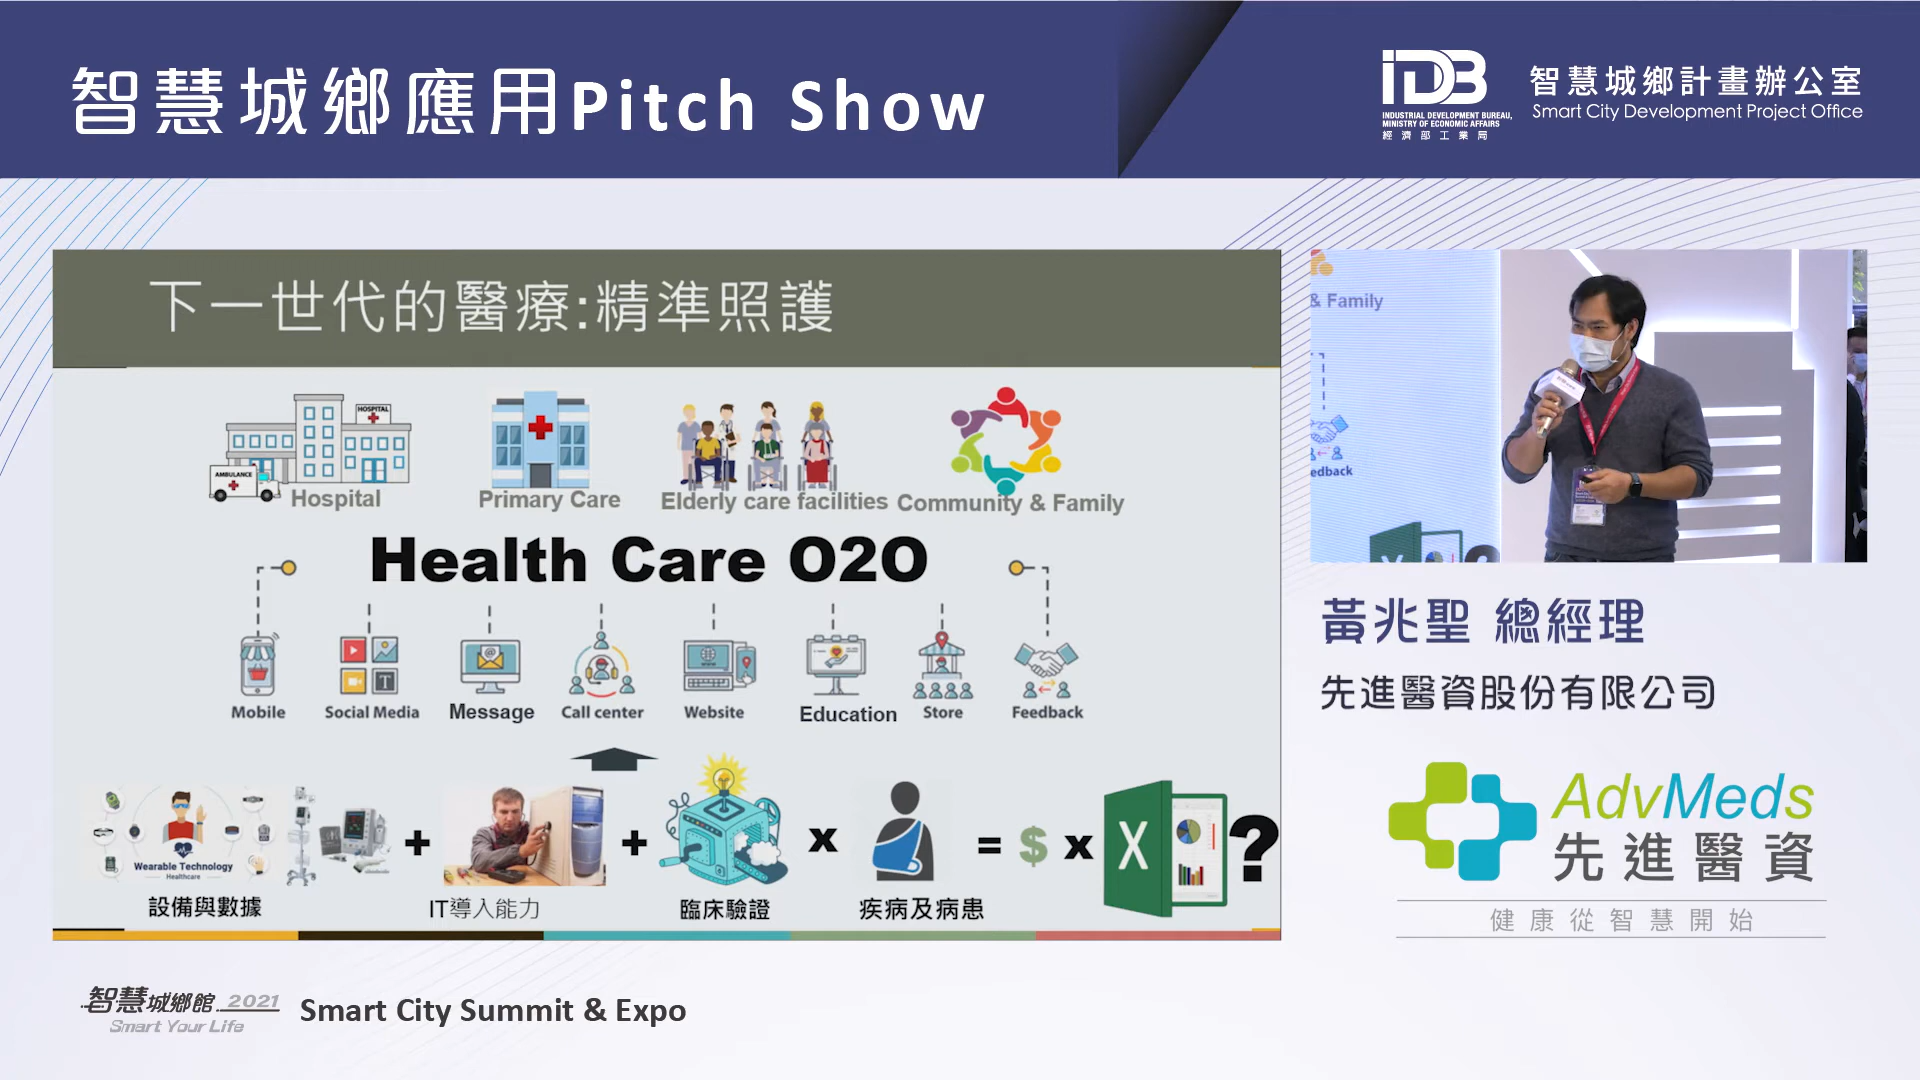 智慧城鄉應用Pitch Show
IDB
INDUSTRIAL DEVELOPMENT BUREAU,
MINISTRY OF ECONOMIC AFFAIRS
經濟部工業局
智慧城鄉計畫辦公室
Smart City Development Project Office
下一世代的醫療:精準照護
HOSPITAL
AMBULANCE
Hospital
Primary Care
Elderly care facilities
Community & Family
Health Care O2O
Mobile
Social Media
Message
Call center
Website
Education
Store
Feedback
Wearable Technology
Healthcare
+
+
x
= $ x
X
?
設備與數據
IT導入能力
臨床驗證
疾病及病患
& Family
edback
黃兆聖 總經理
先進醫資股份有限公司
AdvMeds
先進醫資
健康從智慧開始
智慧城鄉館 2021
Smart Your Life
Smart City Summit & Expo